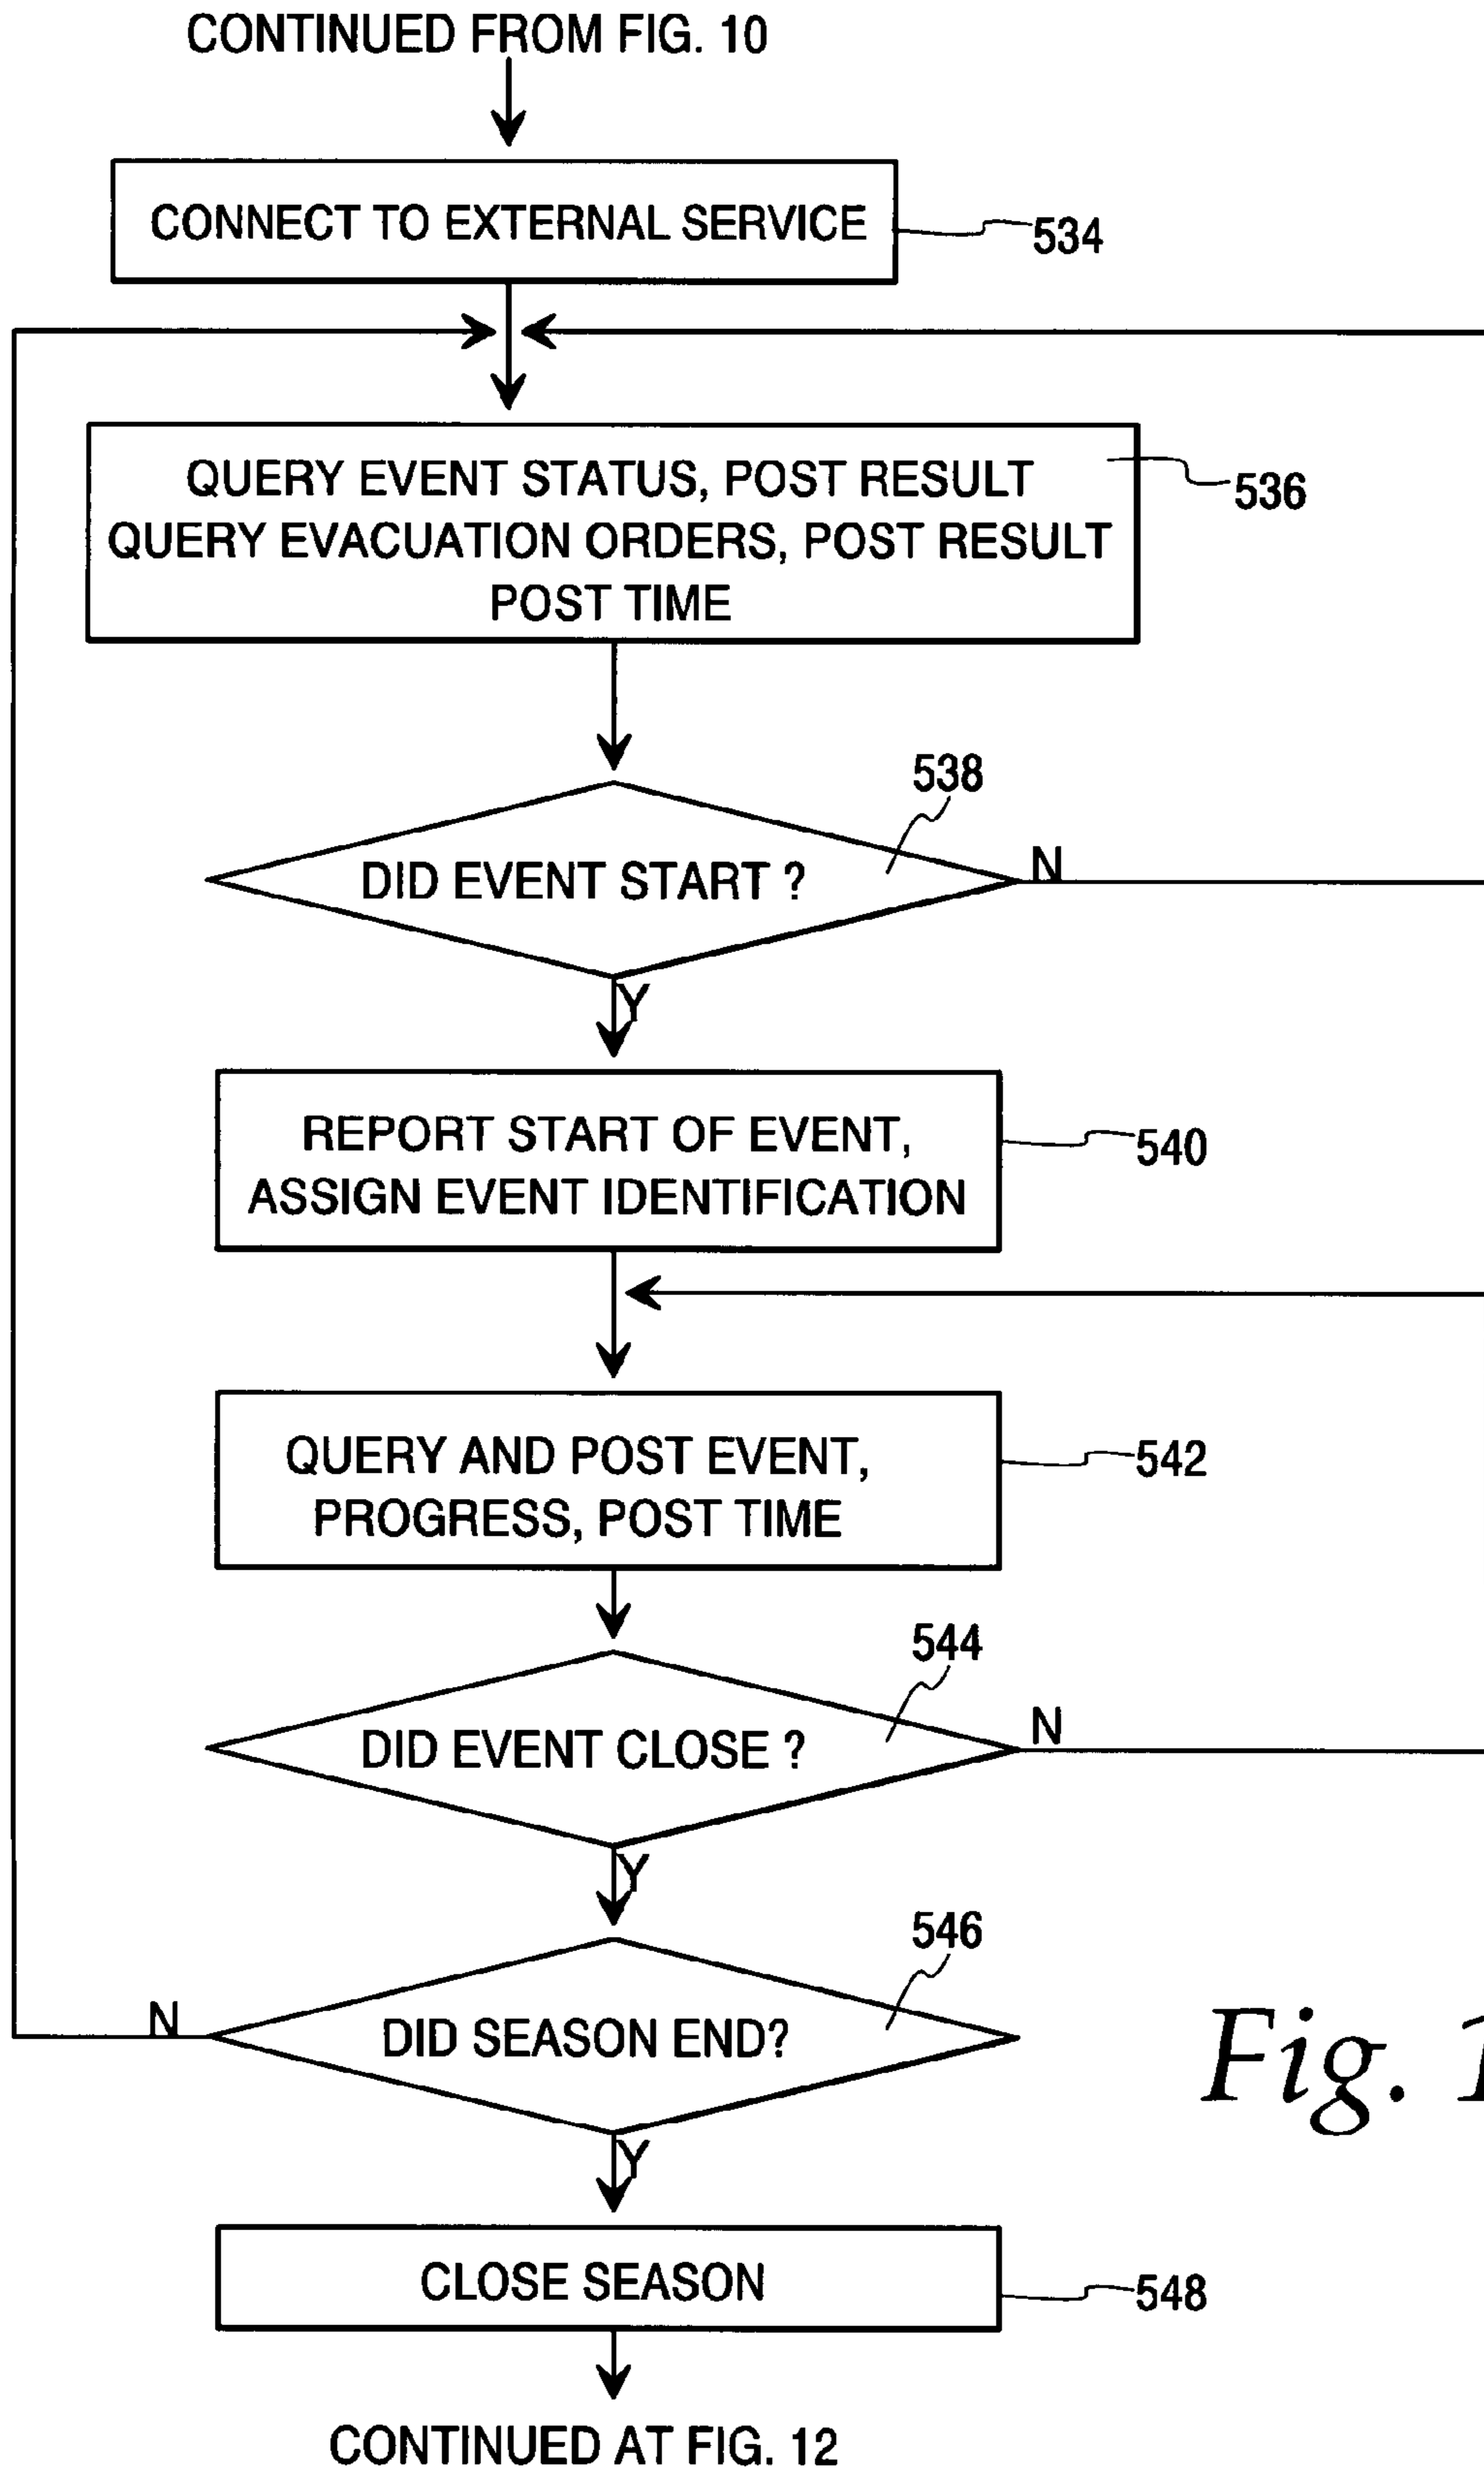 CONTINUED FROM FIG. 10
CONNECT TO EXTERNAL SERVICE
534
QUERY EVENT STATUS, POST RESULT
QUERY EVACUATION ORDERS, POST RESULT
POST TIME
536
538
DID EVENT START ?
N
Y
REPORT START OF EVENT,
ASSIGN EVENT IDENTIFICATION
540
QUERY AND POST EVENT,
PROGRESS, POST TIME
542
544
DID EVENT CLOSE ?
N
Y
546
DID SEASON END?
N
Y
Fig.
CLOSE SEASON
548
CONTINUED AT FIG. 12